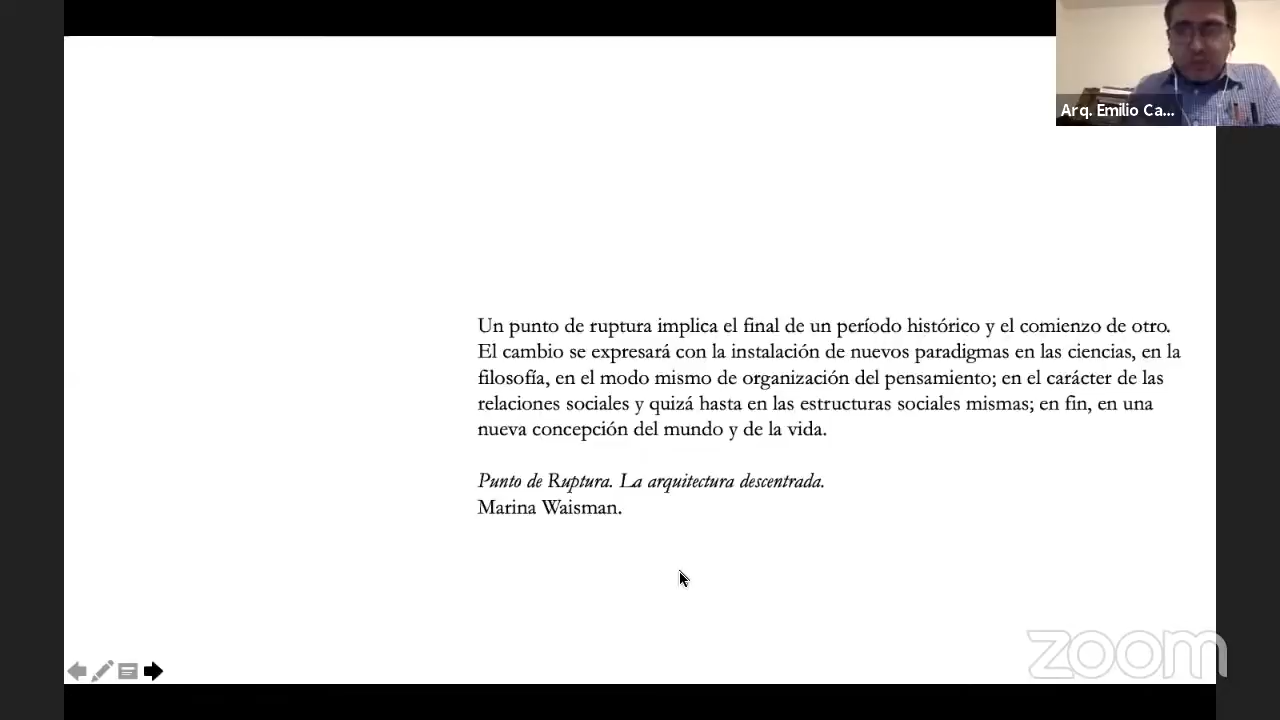 Arq. Emilio Ca...
Un punto de ruptura implica el final de un período histórico y el comienzo de otro.
El cambio se expresará con la instalación de nuevos paradigmas en las ciencias, en la
filosofía, en el modo mismo de organización del pensamiento; en el carácter de las
relaciones sociales y quizá hasta en las estructuras sociales mismas; en fin, en una
nueva concepción del mundo y de la vida.
Punto de Ruptura. La arquitectura descentrada.
Marina Waisman.
zoom